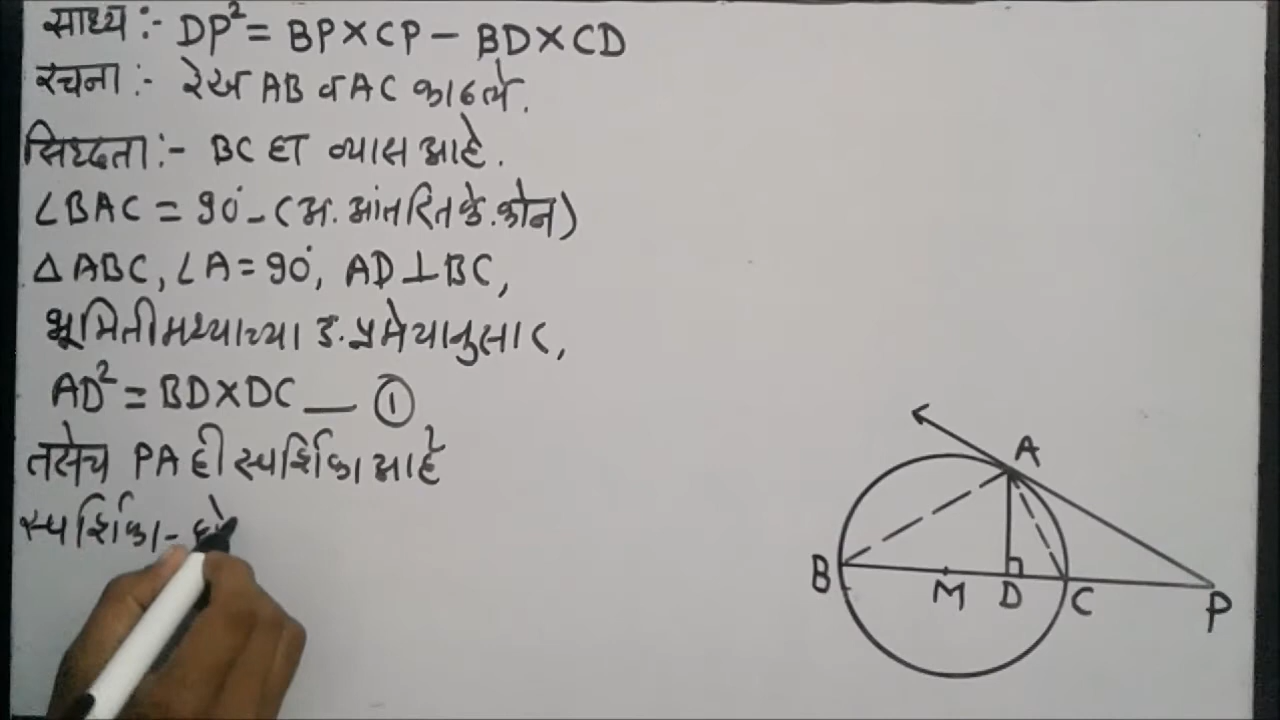 साध्य :- DP² = BP × CP - BD × CD
रचना :- रेख AB व AC काढले.
सिध्दता :- BC हा व्यास आहे.
∠BAC = 90° - (अ. आंतरित के. कोन)
△ABC, ∠A = 90°, AD ⊥ BC,
भूमितीमध्याच्या इ. प्रमेयानुसार,
AD² = BD × DC — ①
तसेच PA ही स्पर्शिका आहे
स्पर्शिका -
A
B
M
D
C
P